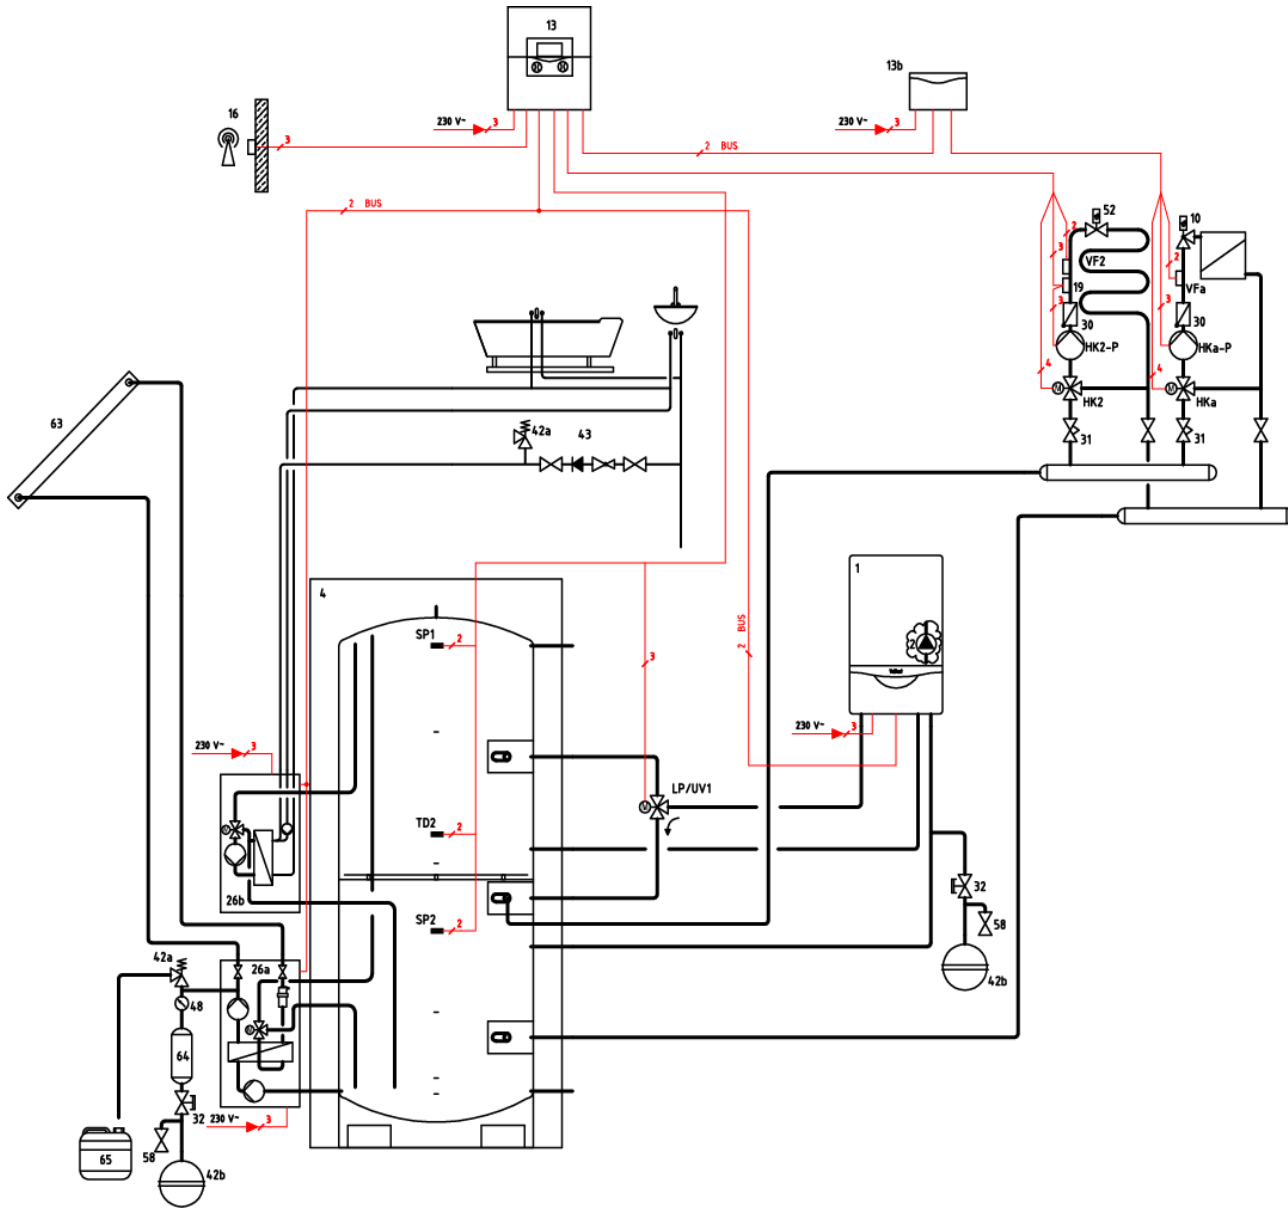 13
13b
16
230 V~
3
230 V~
3
3
2 BUS
2 BUS
52
10
2
3
VF2
2
VFa
19
3
30
30
HK2-P
HKa-P
4
4
M
M
HK2
HKa
31
31
63
42a
43
1
2
Vaillant
4
SP1
2
2 BUS
3
230 V~
3
230 V~
3
LP/UV1
M
TD2
2
M
26b
SP2
2
32
58
42b
42a
26a
48
M
64
32
230 V~
3
58
65
42b